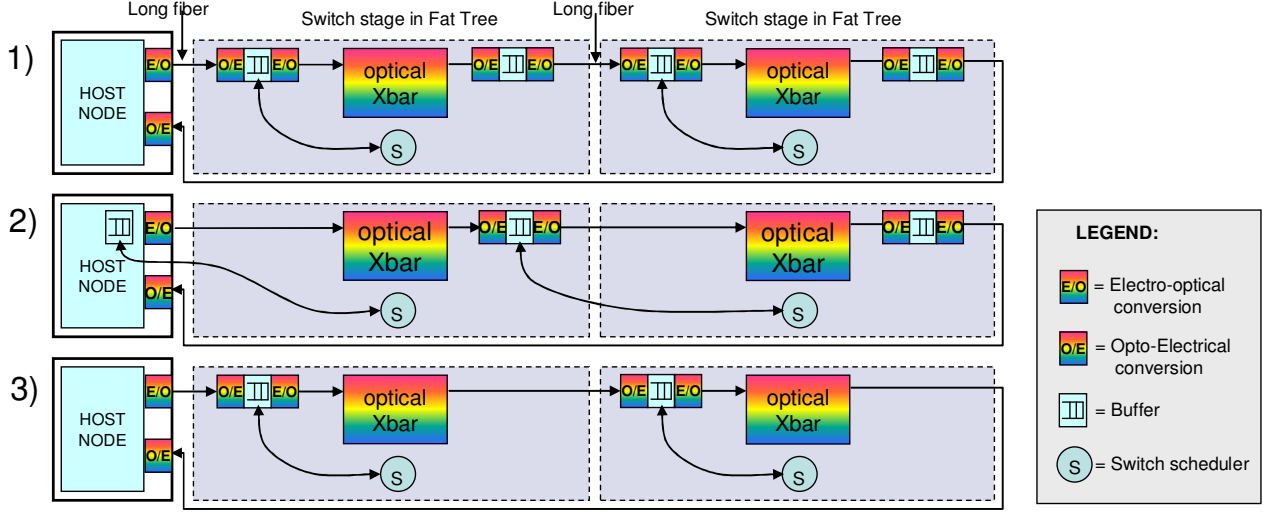 Long fiber
Switch stage in Fat Tree
Long fiber
Switch stage in Fat Tree
1)
HOST
NODE
E/O
O/E
O/E
E/O
optical
Xbar
O/E
E/O
S
O/E
E/O
optical
Xbar
O/E
E/O
S
2)
HOST
NODE
E/O
O/E
optical
Xbar
O/E
E/O
S
optical
Xbar
O/E
E/O
S
3)
HOST
NODE
E/O
O/E
O/E
E/O
optical
Xbar
S
O/E
E/O
optical
Xbar
S
LEGEND:
E/O = Electro-optical
conversion
O/E = Opto-Electrical
conversion
= Buffer
S = Switch scheduler